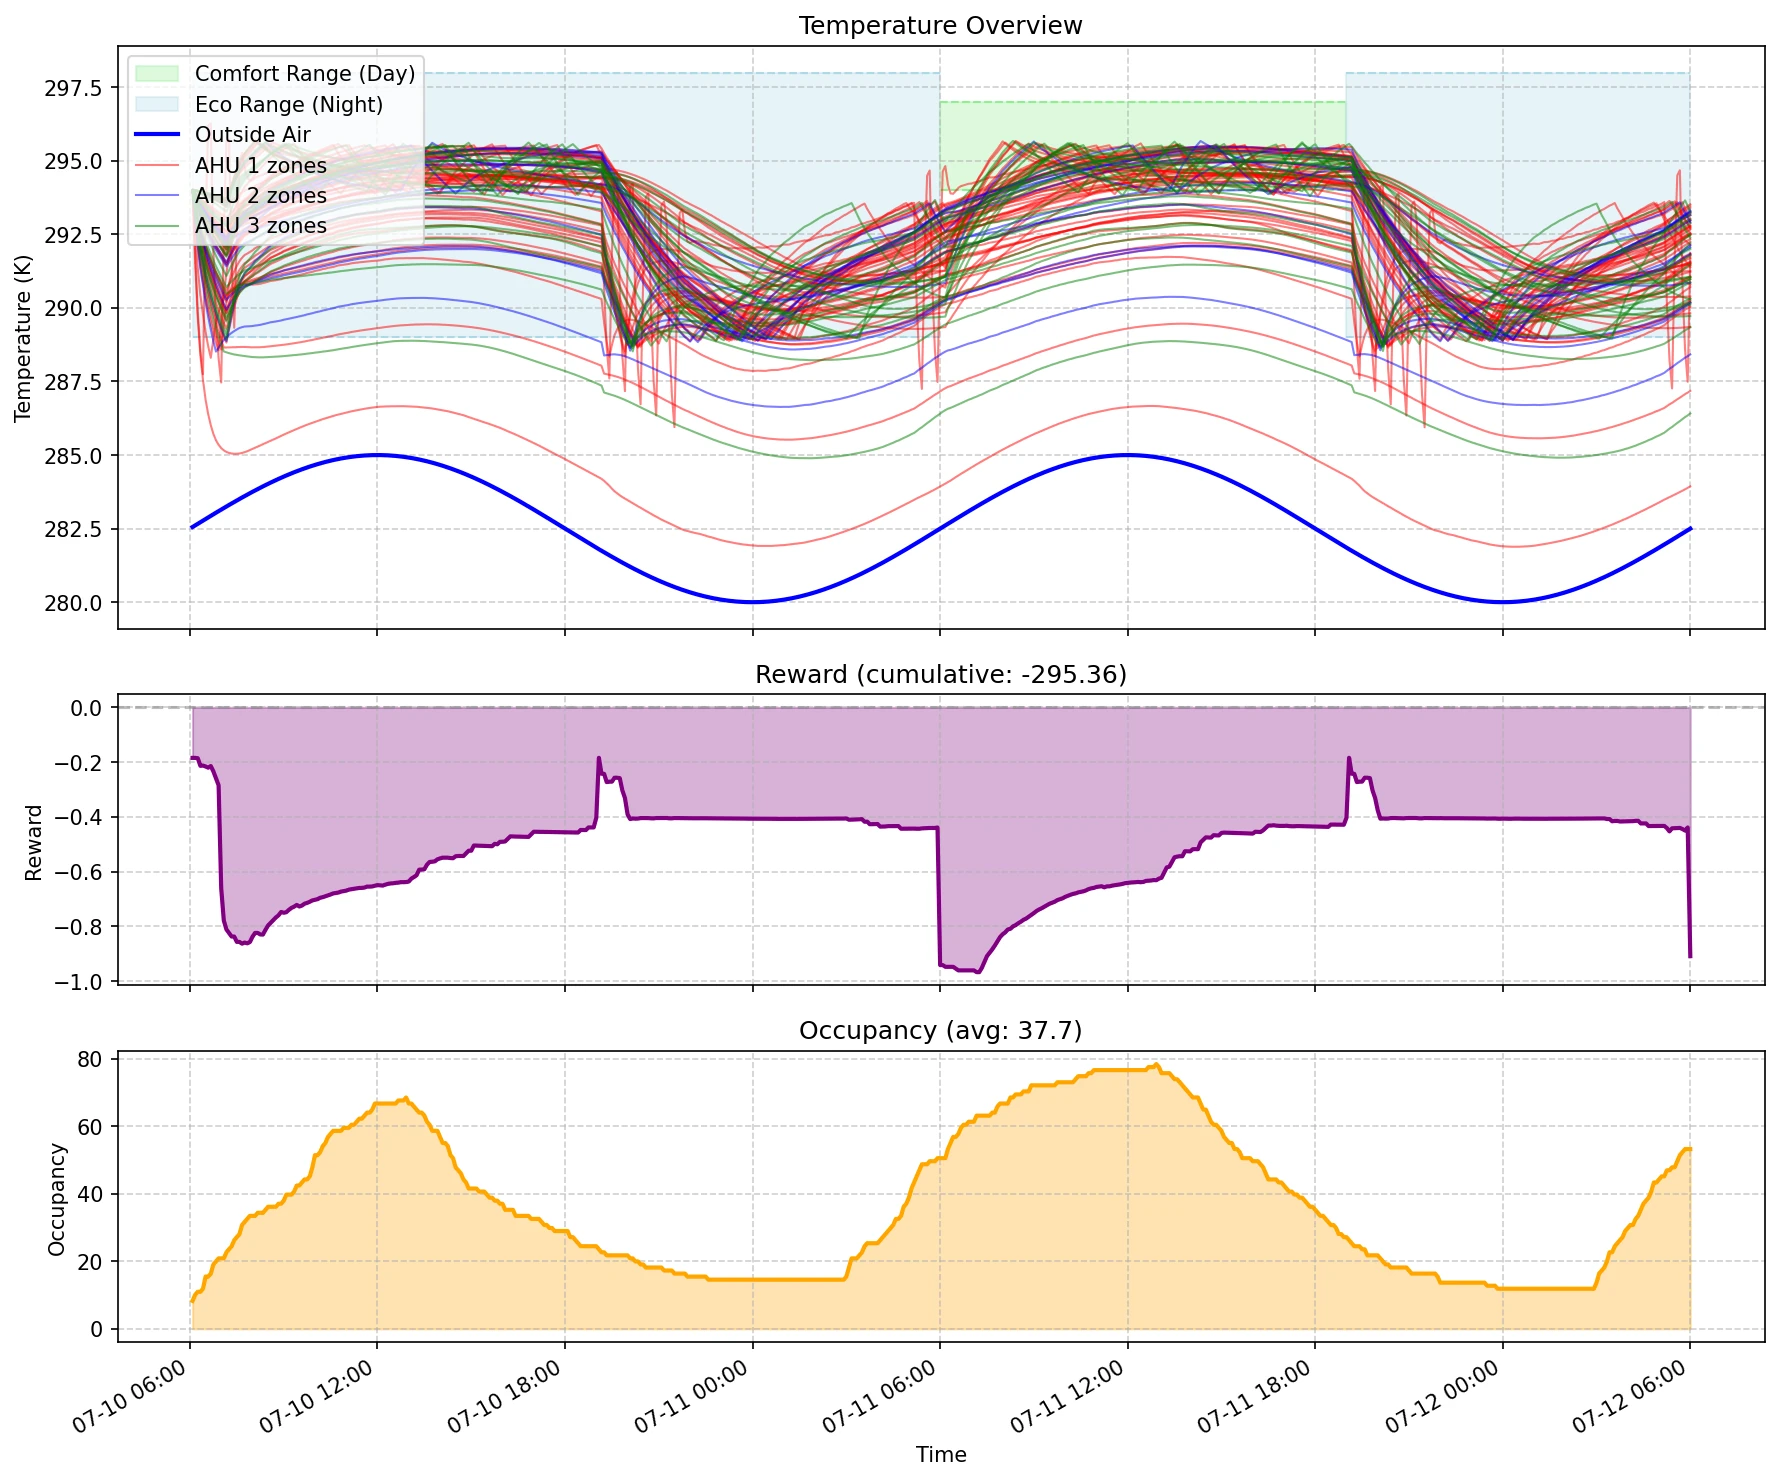 Temperature Overview
Temperature (K)
297.5
295.0
292.5
290.0
287.5
285.0
282.5
280.0
Comfort Range (Day)
Eco Range (Night)
Outside Air
AHU 1 zones
AHU 2 zones
AHU 3 zones
Reward (cumulative: -295.36)
Reward
0.0
−0.2
−0.4
−0.6
−0.8
−1.0
Occupancy (avg: 37.7)
Occupancy
80
60
40
20
0
07-10 06:00
07-10 12:00
07-10 18:00
07-11 00:00
07-11 06:00
07-11 12:00
07-11 18:00
07-12 00:00
07-12 06:00
Time